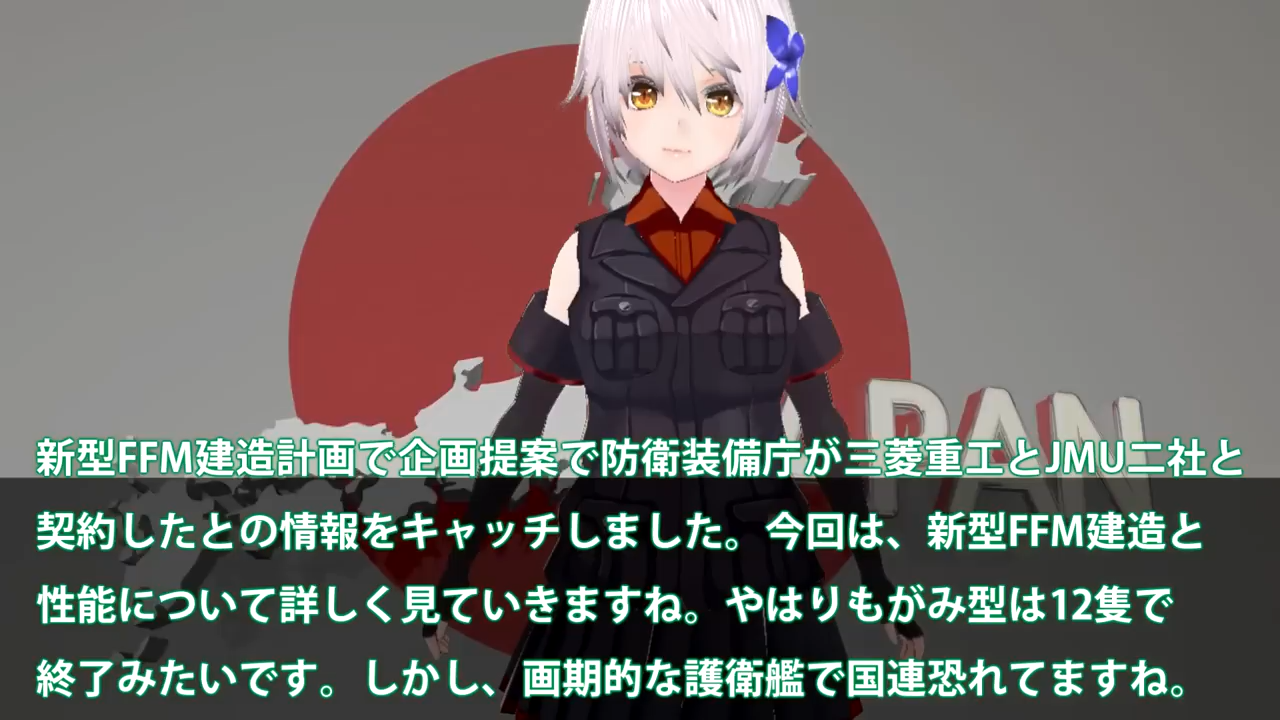 PAN
新型FFM建造計画で企画提案で防衛装備庁が三菱重工とJMU二社と
契約したとの情報をキャッチしました。今回は、新型FFM建造と
性能について詳しく見ていきますね。やはりもがみ型は12隻で
終了みたいです。しかし、画期的な護衛艦で国連恐れてますね。